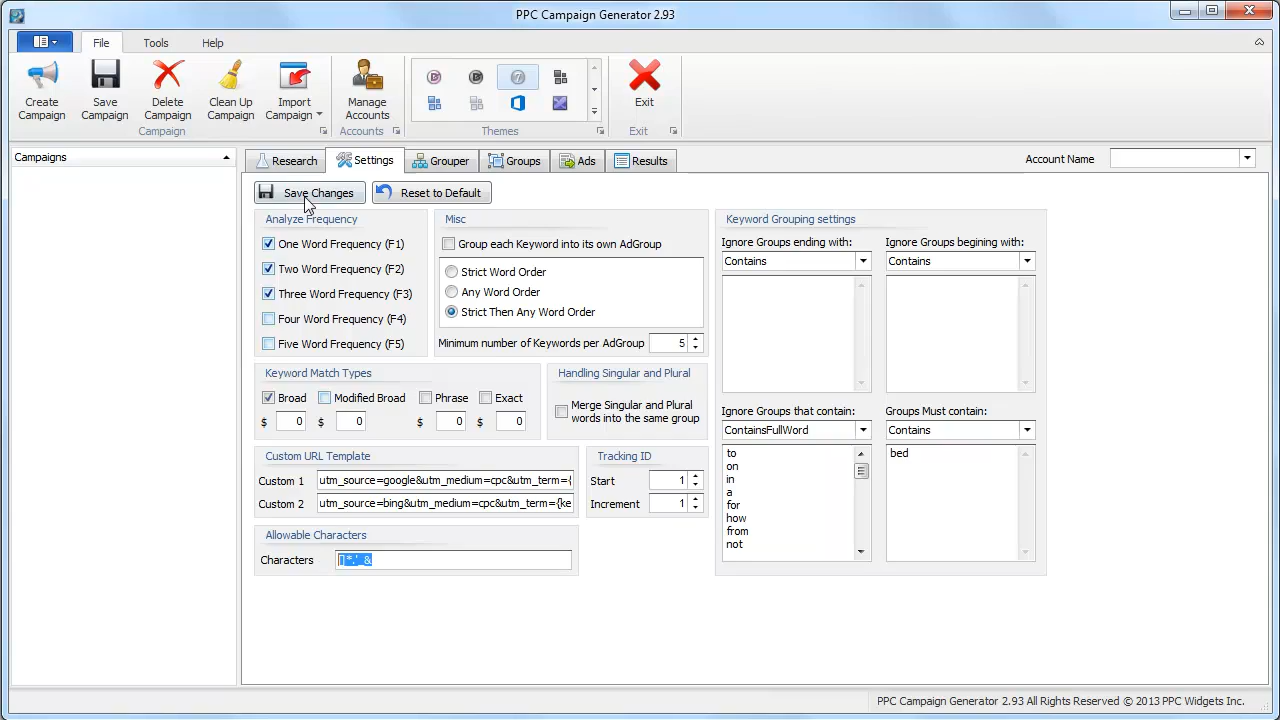 PPC Campaign Generator 2.93
File Tools Help
Create Campaign
Save Campaign
Delete Campaign
Clean Up Campaign
Import Campaign
Manage Accounts
Exit
Campaign Accounts Themes Exit
Campaigns
Research Settings Grouper Groups Ads Results
Account Name
Save Changes Reset to Default
Analyze Frequency
One Word Frequency (F1)
Two Word Frequency (F2)
Three Word Frequency (F3)
Four Word Frequency (F4)
Five Word Frequency (F5)
Misc
Group each Keyword into its own AdGroup
Strict Word Order
Any Word Order
Strict Then Any Word Order
Minimum number of Keywords per AdGroup 5
Keyword Match Types
Broad Modified Broad Phrase Exact
$ 0 $ 0 $ 0 $ 0
Handling Singular and Plural
Merge Singular and Plural
words into the same group
Custom URL Template
Custom 1 utm_source=google&utm_medium=cpc&utm_term={
Custom 2 utm_source=bing&utm_medium=cpc&utm_term={ke
Tracking ID
Start 1
Increment 1
Allowable Characters
Characters []*.'_&
Keyword Grouping settings
Ignore Groups ending with:
Contains
Ignore Groups begining with:
Contains
Ignore Groups that contain:
ContainsFullWord
to
on
in
a
for
how
from
not
Groups Must contain:
Contains
bed
PPC Campaign Generator 2.93 All Rights Reserved © 2013 PPC Widgets Inc.